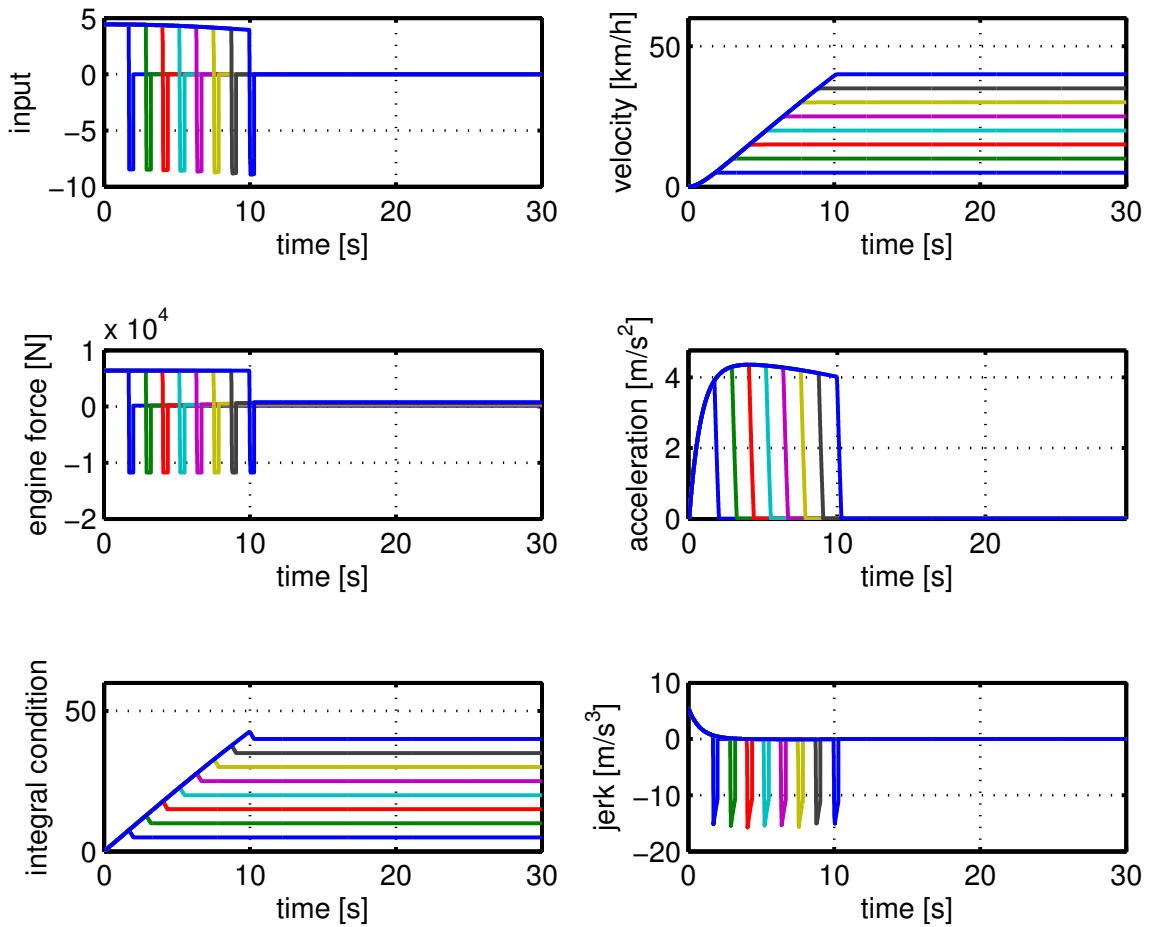 input
5
0
−5
−10
0 10 20 30
time [s]
velocity [km/h]
50
0
0 10 20 30
time [s]
engine force [N]
x 10^4
1
0
−1
−2
0 10 20 30
time [s]
acceleration [m/s^2]
4
2
0
0 10 20
time [s]
integral condition
50
0
0 10 20 30
time [s]
jerk [m/s^3]
10
0
−10
−20
0 10 20 30
time [s]